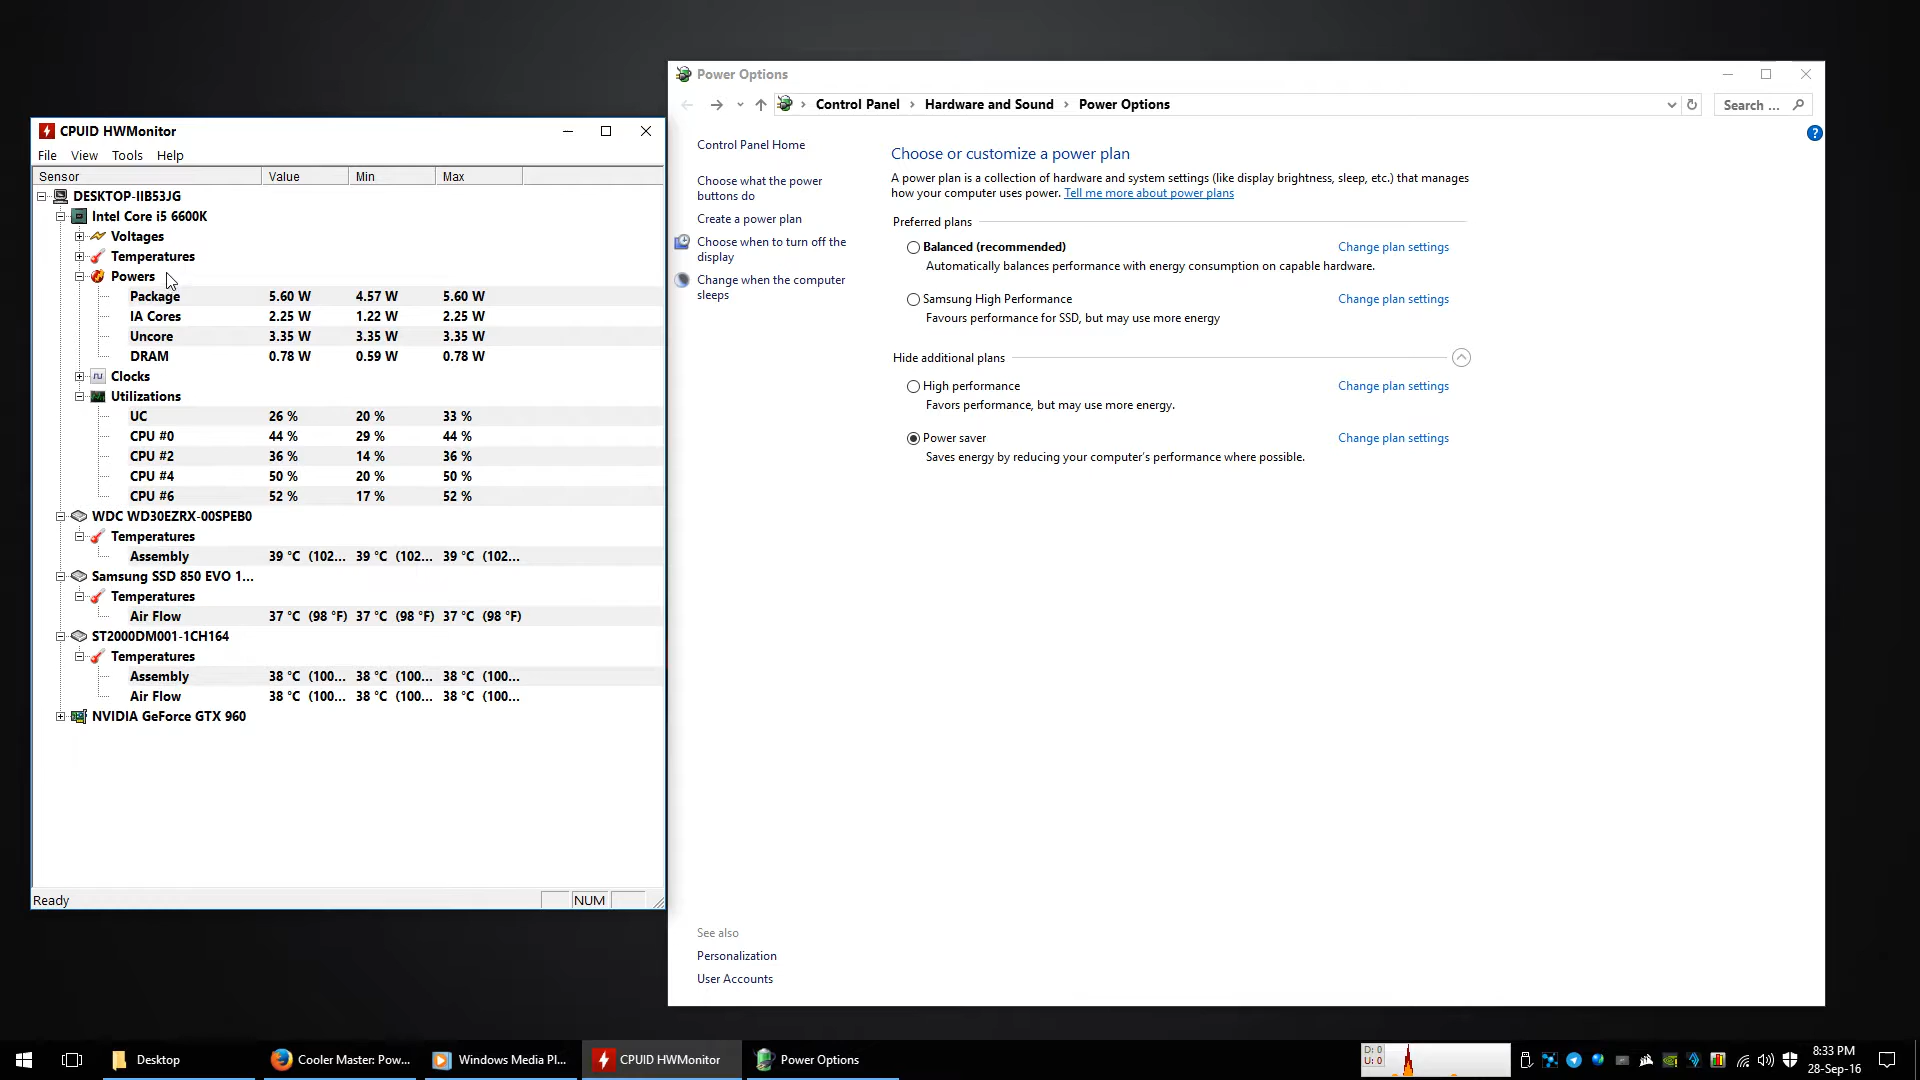 CPUID HWMonitor
File View Tools Help
Sensor Value Min Max
DESKTOP-IIB53JG
Intel Core i5 6600K
Voltages
Temperatures
Powers
Package 5.60 W 4.57 W 5.60 W
IA Cores 2.25 W 1.22 W 2.25 W
Uncore 3.35 W 3.35 W 3.35 W
DRAM 0.78 W 0.59 W 0.78 W
Clocks
Utilizations
UC 26 % 20 % 33 %
CPU #0 44 % 29 % 44 %
CPU #2 36 % 14 % 36 %
CPU #4 50 % 20 % 50 %
CPU #6 52 % 17 % 52 %
WDC WD30EZRX-00SPEB0
Temperatures
Assembly 39 °C (102... 39 °C (102... 39 °C (102...
Samsung SSD 850 EVO 1...
Temperatures
Air Flow 37 °C (98 °F) 37 °C (98 °F) 37 °C (98 °F)
ST2000DM001-1CH164
Temperatures
Assembly 38 °C (100... 38 °C (100... 38 °C (100...
Air Flow 38 °C (100... 38 °C (100... 38 °C (100...
NVIDIA GeForce GTX 960
Ready NUM
Power Options
Control Panel Hardware and Sound Power Options Search ...
Control Panel Home
Choose what the power
buttons do
Create a power plan
Choose when to turn off the
display
Change when the computer
sleeps
See also
Personalization
User Accounts
Choose or customize a power plan
A power plan is a collection of hardware and system settings (like display brightness, sleep, etc.) that manages
how your computer uses power. Tell me more about power plans
Preferred plans
Balanced (recommended) Change plan settings
Automatically balances performance with energy consumption on capable hardware.
Samsung High Performance Change plan settings
Favours performance for SSD, but may use more energy
Hide additional plans
High performance Change plan settings
Favors performance, but may use more energy.
Power saver Change plan settings
Saves energy by reducing your computer's performance where possible.
Desktop Cooler Master: Pow... Windows Media Pl... CPUID HWMonitor Power Options
D: 0
U: 0
8:33 PM
28-Sep-16